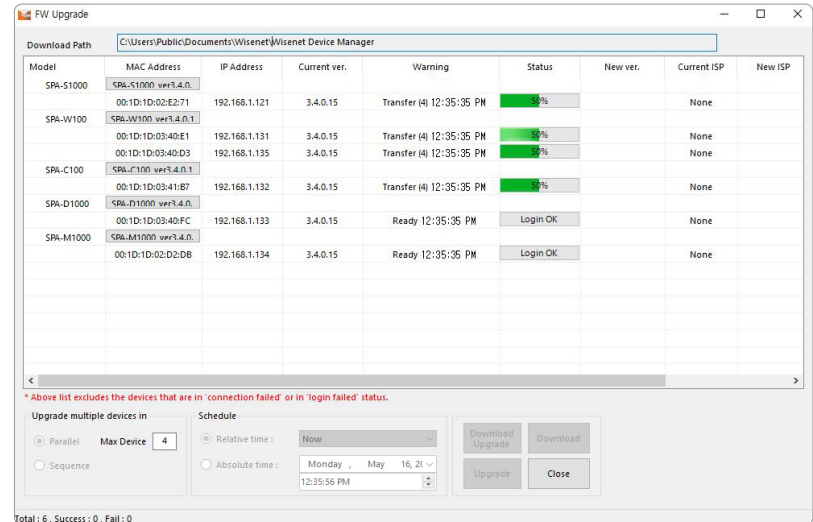 FW Upgrade
Download Path C:\Users\Public\Documents\Wisenet\Wisenet Device Manager
Model MAC Address IP Address Current ver. Warning Status New ver. Current ISP New ISP
SPA-S1000 SPA-S1000 ver3.4.0.
00:1D:1D:02:E2:71 192.168.1.121 3.4.0.15 Transfer (4) 12:35:35 PM 50% None
SPA-W100 SPA-W100 ver3.4.0.1
00:1D:1D:03:40:E1 192.168.1.131 3.4.0.15 Transfer (4) 12:35:35 PM 50% None
00:1D:1D:03:40:D3 192.168.1.135 3.4.0.15 Transfer (4) 12:35:35 PM 50% None
SPA-C100 SPA-C100 ver3.4.0.1
00:1D:1D:03:41:B7 192.168.1.132 3.4.0.15 Transfer (4) 12:35:35 PM 50% None
SPA-D1000 SPA-D1000 ver3.4.0.
00:1D:1D:03:40:FC 192.168.1.133 3.4.0.15 Ready 12:35:35 PM Login OK None
SPA-M1000 SPA-M1000 ver3.4.0.
00:1D:1D:02:D2:DB 192.168.1.134 3.4.0.15 Ready 12:35:35 PM Login OK None
* Above list excludes the devices that are in 'connection failed' or in 'login failed' status.
Upgrade multiple devices in Schedule
Parallel Max Device 4 Relative time : Now Download Upgrade Download
Sequence Absolute time : Monday , May 16, 20
12:35:56 PM Upgrade Close
Total : 6 , Success : 0 , Fail : 0